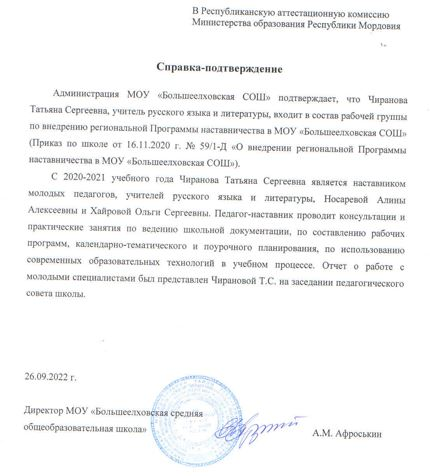 В Республиканскую аттестационную комиссию
Министерства образования Республики Мордовия
Справка-подтверждение
Администрация МОУ «Большеелховская СОШ» подтверждает, что Чиранова
Татьяна Сергеевна, учитель русского языка и литературы, входит в состав рабочей группы
по внедрению региональной Программы наставничества в МОУ «Большеелховская СОШ»
(Приказ по школе от 16.11.2020 г. № 59/1-Д «О внедрении региональной Программы
наставничества в МОУ «Большеелховская СОШ»).
С 2020-2021 учебного года Чиранова Татьяна Сергеевна является наставником
молодых педагогов, учителей русского языка и литературы, Носаревой Алины
Алексеевны и Хайровой Ольги Сергеевны. Педагог-наставник проводит консультации и
практические занятия по ведению школьной документации, по составлению рабочих
программ, календарно-тематического и поурочного планирования, по использованию
современных образовательных технологий в учебном процессе. Отчет о работе с
молодыми специалистами был представлен Чирановой Т.С. на заседании педагогического
совета школы.
26.09.2022 г.
Директор МОУ «Большеелховская средняя
общеобразовательная школа»
А.М. Афроськин